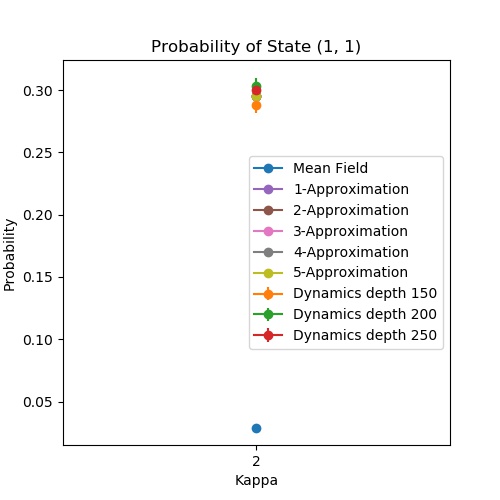 Probability of State (1, 1)
0.30
0.25
0.20
0.15
0.10
0.05
Probability
Mean Field
1-Approximation
2-Approximation
3-Approximation
4-Approximation
5-Approximation
Dynamics depth 150
Dynamics depth 200
Dynamics depth 250
2
Kappa